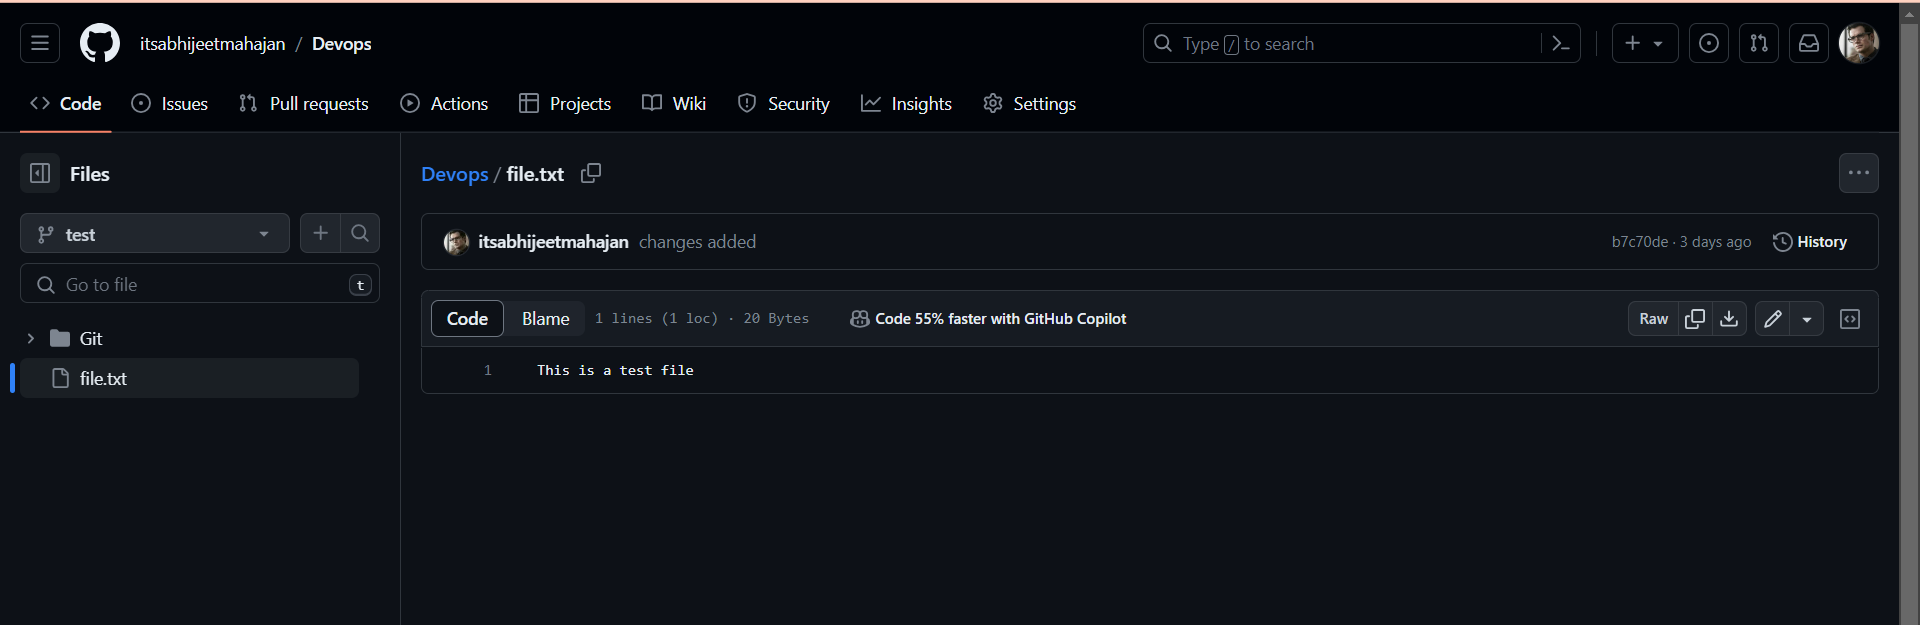 itsabhijeetmahajan / Devops
Type / to search
Code Issues Pull requests Actions Projects Wiki Security Insights Settings
Files
test
Go to file t
Git
file.txt
Devops / file.txt
itsabhijeetmahajan changes added b7c70de · 3 days ago History
Code Blame 1 lines (1 loc) · 20 Bytes Code 55% faster with GitHub Copilot Raw
1 This is a test file